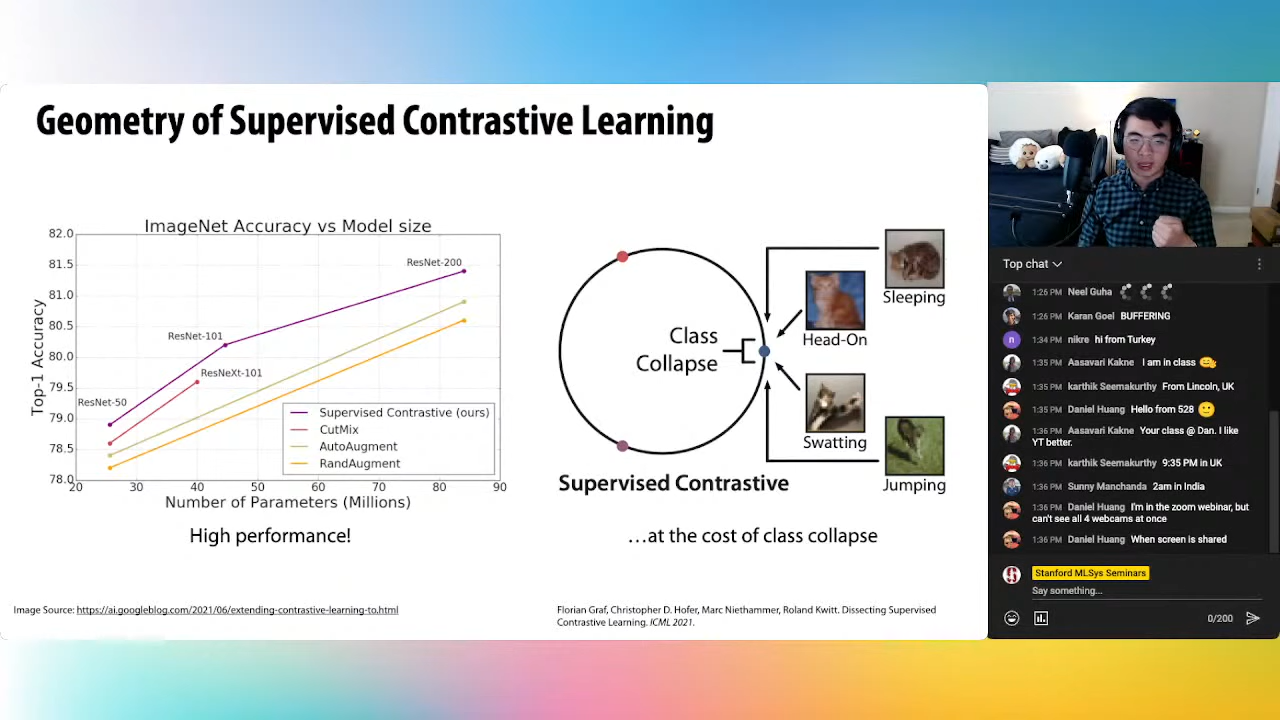 Geometry of Supervised Contrastive Learning
ImageNet Accuracy vs Model size
82.0
81.5
81.0
80.5
80.0
79.5
79.0
78.5
78.0
Top-1 Accuracy
ResNet-200
ResNet-101
ResNeXt-101
ResNet-50
Supervised Contrastive (ours)
CutMix
AutoAugment
RandAugment
20 30 40 50 60 70 80 90
Number of Parameters (Millions)
High performance!
Class
Collapse
Sleeping
Head-On
Swatting
Jumping
Supervised Contrastive
...at the cost of class collapse
Image Source: https://ai.googleblog.com/2021/06/extending-contrastive-learning-to.html
Florian Graf, Christopher D. Hofer, Marc Niethammer, Roland Kwitt. Dissecting Supervised
Contrastive Learning. ICML 2021.
Top chat
1:26 PM Neel Guha
1:26 PM Karan Goel BUFFERING
n
1:34 PM nikre hi from Turkey
1:35 PM Aasavari Kakne I am in class
1:35 PM karthik Seemakurthy From Lincoln, UK
1:35 PM Daniel Huang Hello from 528
1:36 PM Aasavari Kakne Your class @ Dan. I like
YT better.
1:36 PM karthik Seemakurthy 9:35 PM in UK
1:36 PM Sunny Manchanda 2am in India
1:36 PM Daniel Huang I'm in the zoom webinar, but
can't see all 4 webcams at once
1:36 PM Daniel Huang When screen is shared
Stanford MLSys Seminars
Say something...
0/200